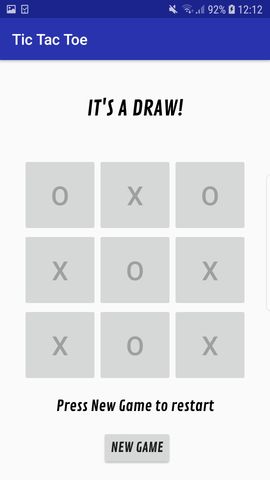 92% 12:12
Tic Tac Toe
IT'S A DRAW!
O X O
X O X
X O X
Press New Game to restart
NEW GAME